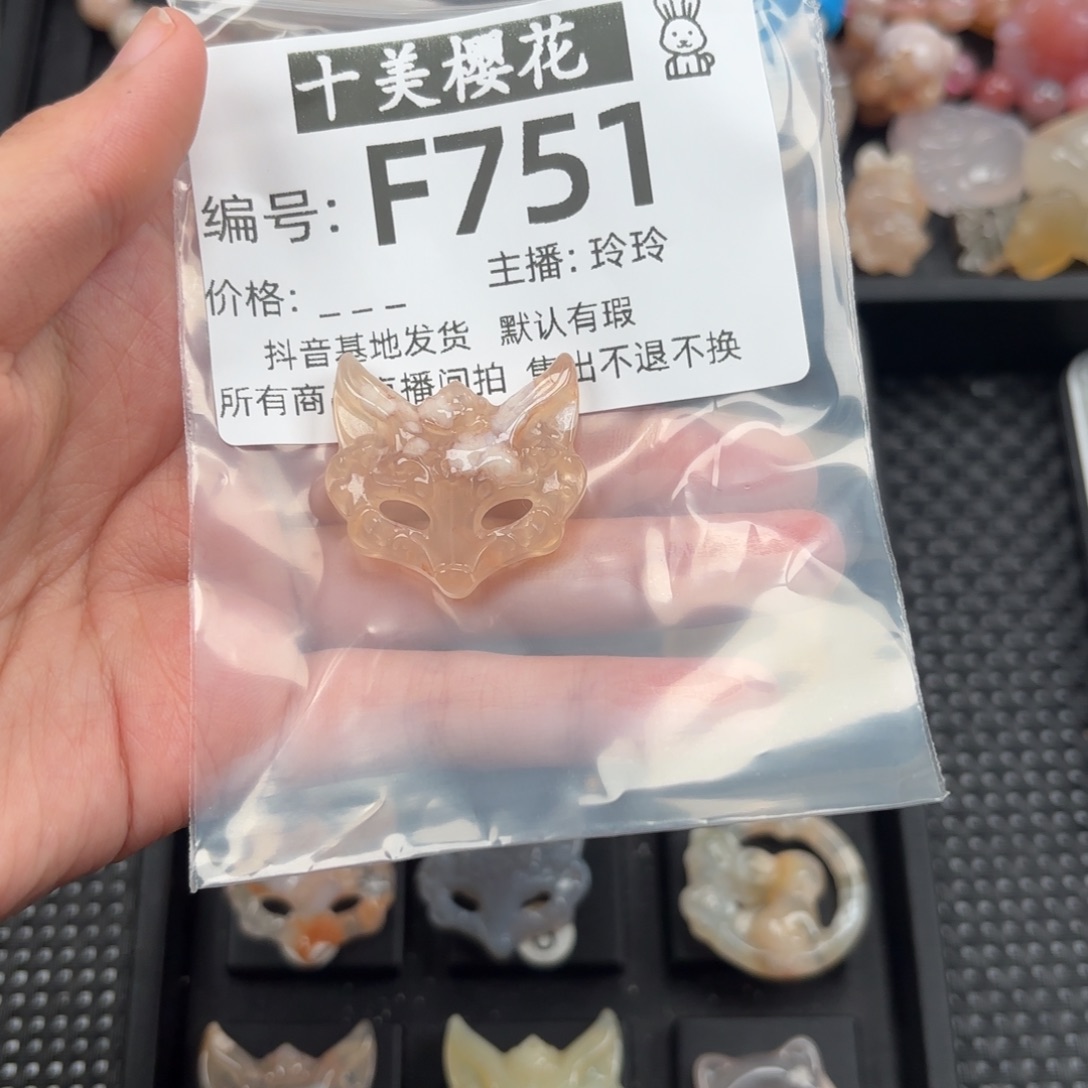 十美樱花
编号: F751
价格: _ _ _ 主播: 玲玲
抖音基地发货 默认有瑕
所有商 播间拍 售出不退不换